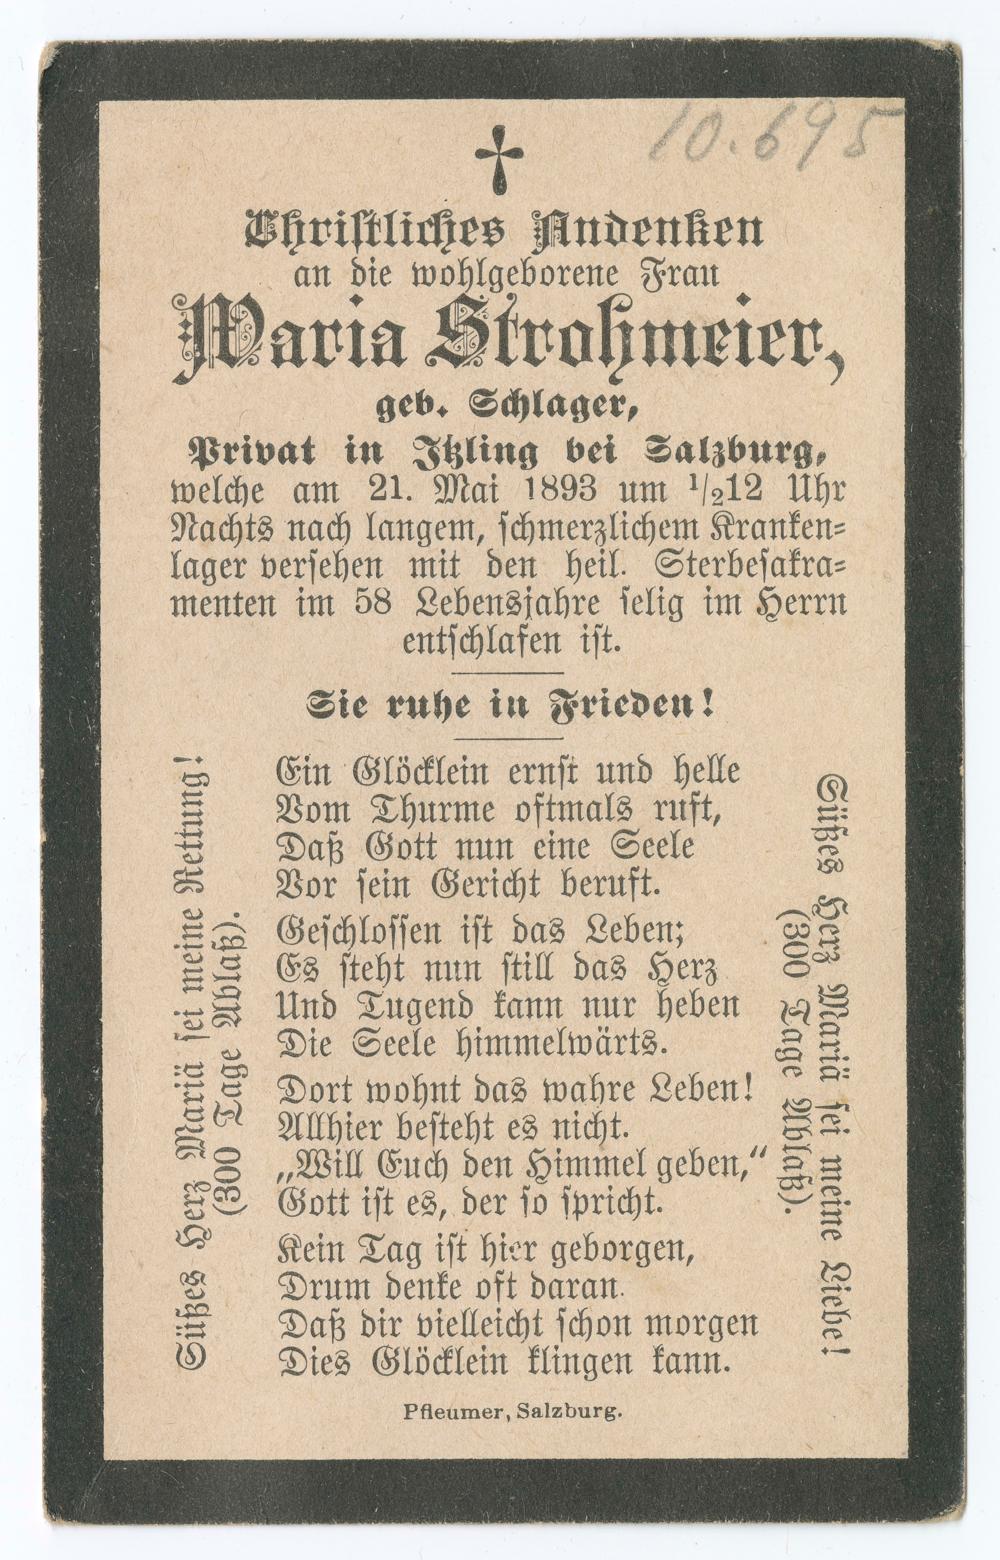 10.695
Christliches Andenken
an die wohlgeborene Frau
Maria Strohmeier,
geb. Schlager,
Privat in Itzling bei Salzburg,
welche am 21. Mai 1893 um 1/212 Uhr
Nachts nach langem, schmerzlichem Kranken=
lager versehen mit den heil. Sterbesakra=
menten im 58 Lebensjahre selig im Herrn
entschlafen ist.
Sie ruhe in Frieden!
Süßes Herz Mariä sei meine Rettung!
(300 Tage Ablaß).
Ein Glöcklein ernst und helle
Vom Thurme oftmals ruft,
Daß Gott nun eine Seele
Vor sein Gericht beruft.
Geschlossen ist das Leben;
Es steht nun still das Herz
Und Tugend kann nur heben
Die Seele himmelwärts.
Dort wohnt das wahre Leben!
Allhier besteht es nicht.
„Will Euch den Himmel geben,“
Gott ist es, der so spricht.
Kein Tag ist hier geborgen,
Drum denke oft daran.
Daß dir vielleicht schon morgen
Dies Glöcklein klingen kann.
Süßes Herz Mariä sei meine Liebe!
(300 Tage Ablaß).
Pfleumer, Salzburg.